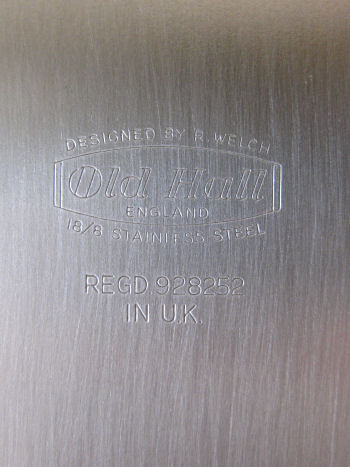 DESIGNED BY R. WELCH
Old Hall
ENGLAND
18/8 STAINLESS STEEL
REGD 928252
IN U.K.